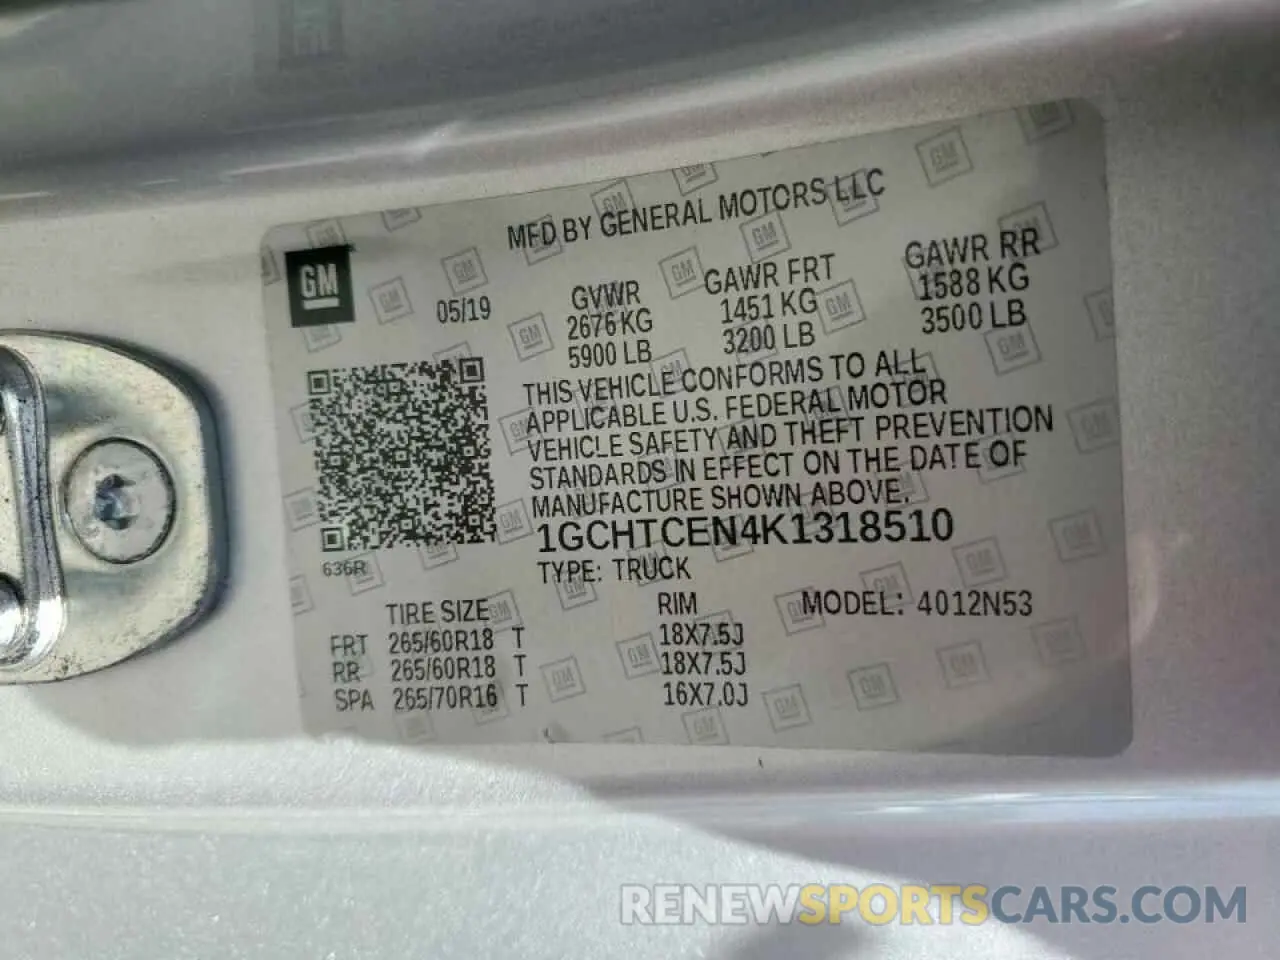 MFD BY GENERAL MOTORS LLC
GM
05/19
GVWR GAWR FRT GAWR RR
2676 KG 1451 KG 1588 KG
5900 LB 3200 LB 3500 LB
THIS VEHICLE CONFORMS TO ALL
APPLICABLE U.S. FEDERAL MOTOR
VEHICLE SAFETY AND THEFT PREVENTION
STANDARDS IN EFFECT ON THE DATE OF
MANUFACTURE SHOWN ABOVE.
1GCHTCEN4K1318510
636R
TYPE: TRUCK
TIRE SIZE RIM MODEL: 4012N53
FRT 265/60R18 T 18X7.5J
RR 265/60R18 T 18X7.5J
SPA 265/70R16 T 16X7.0J
RENEWSPORTSCARS.COM